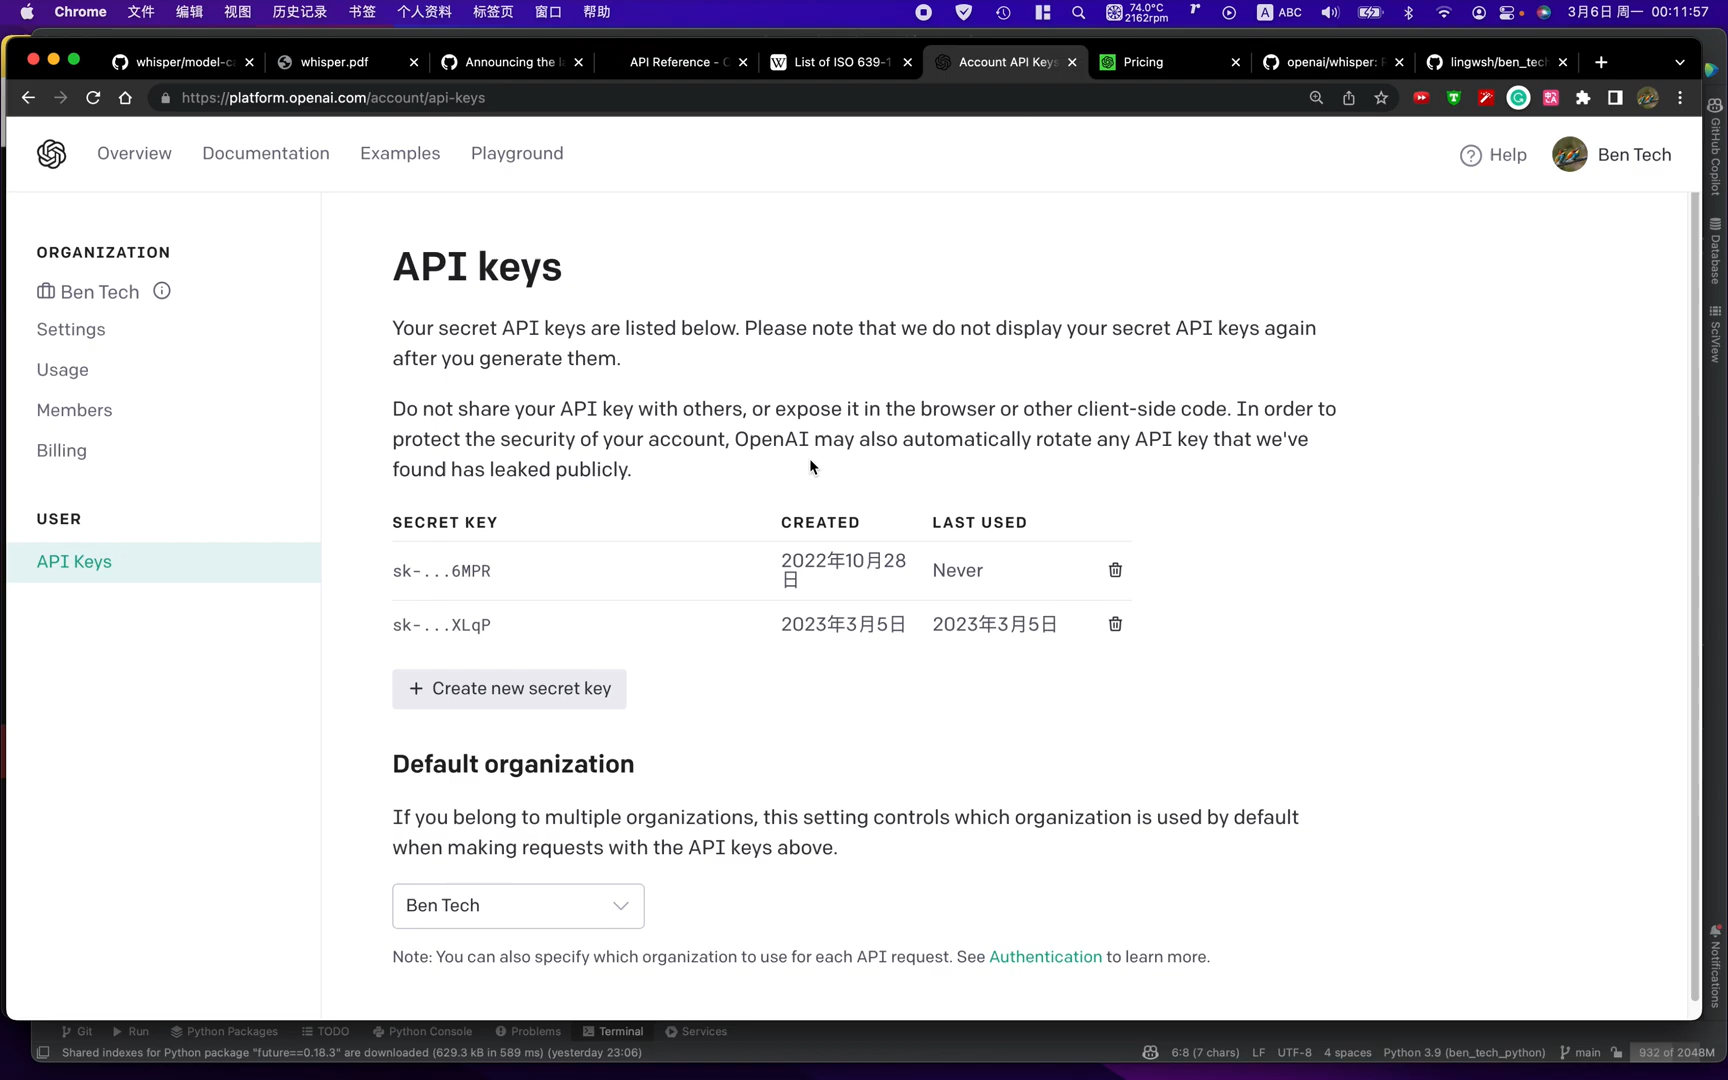 Chrome 文件 编辑 视图 历史记录 书签 个人资料 标签页 窗口 帮助 74.0°C 2162rpm A ABC 3月6日 周一 00:11:57
whisper/model-c whisper.pdf Announcing the API Reference - List of ISO 639-1 Account API Keys Pricing openai/whisper: lingwsh/ben_tech
https://platform.openai.com/account/api-keys
Overview Documentation Examples Playground Help Ben Tech
ORGANIZATION
Ben Tech
Settings
Usage
Members
Billing
USER
API Keys
API keys
Your secret API keys are listed below. Please note that we do not display your secret API keys again
after you generate them.
Do not share your API key with others, or expose it in the browser or other client-side code. In order to
protect the security of your account, OpenAI may also automatically rotate any API key that we've
found has leaked publicly.
SECRET KEY CREATED LAST USED
sk-...6MPR 2022年10月28
日 Never
sk-...XLqP 2023年3月5日 2023年3月5日
+ Create new secret key
Default organization
If you belong to multiple organizations, this setting controls which organization is used by default
when making requests with the API keys above.
Ben Tech
Note: You can also specify which organization to use for each API request. See Authentication to learn more.
GitHub Copilot
Database
SciView
Notifications
Git Run Python Packages TODO Python Console Problems Terminal Services
Shared indexes for Python package "future==0.18.3" are downloaded (629.3 kB in 589 ms) (yesterday 23:06) 6:8 (7 chars) LF UTF-8 4 spaces Python 3.9 (ben_tech_python) main 932 of 2048M